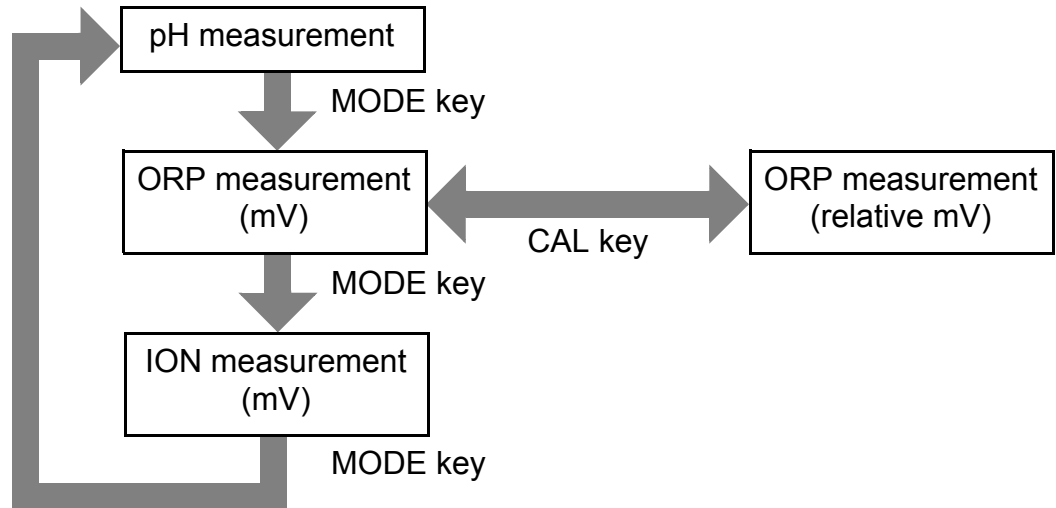 pH measurement
MODE key
ORP measurement
(mV)
CAL key
ORP measurement
(relative mV)
MODE key
ION measurement
(mV)
MODE key